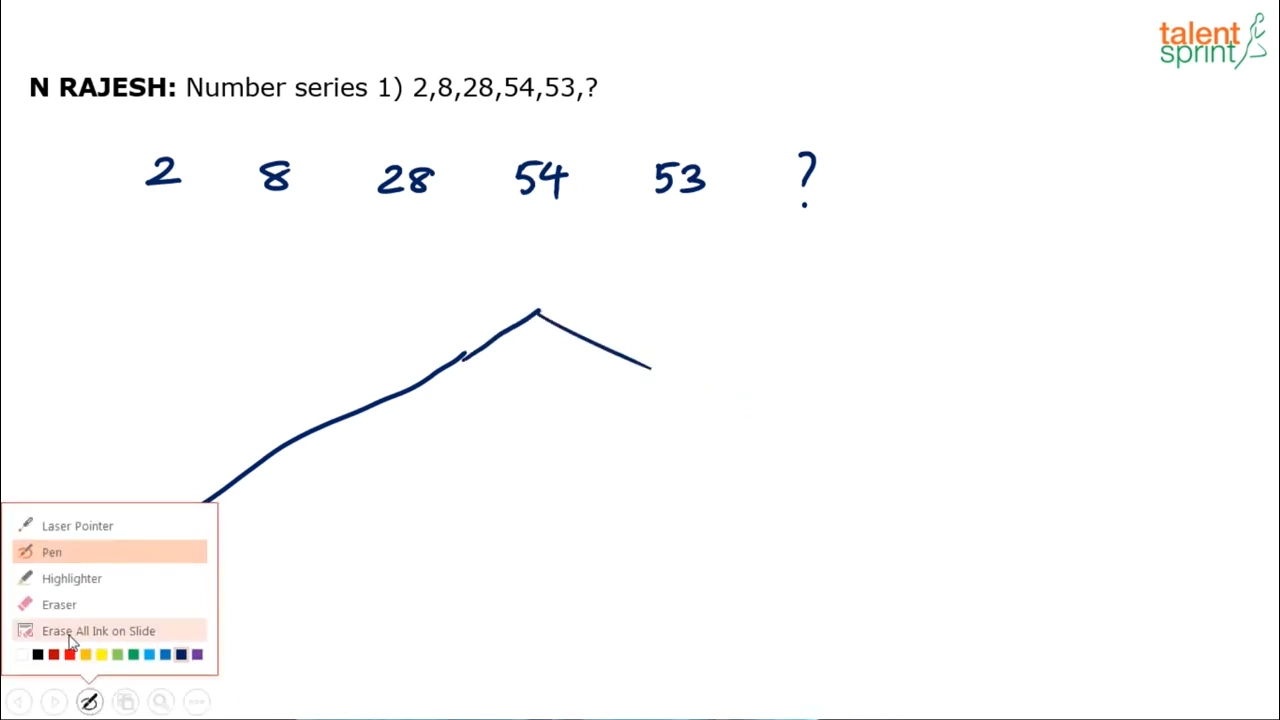 talent
sprint
N RAJESH: Number series 1) 2,8,28,54,53,?
2 8 28 54 53 ?
Laser Pointer
Pen
Highlighter
Eraser
Erase All Ink on Slide